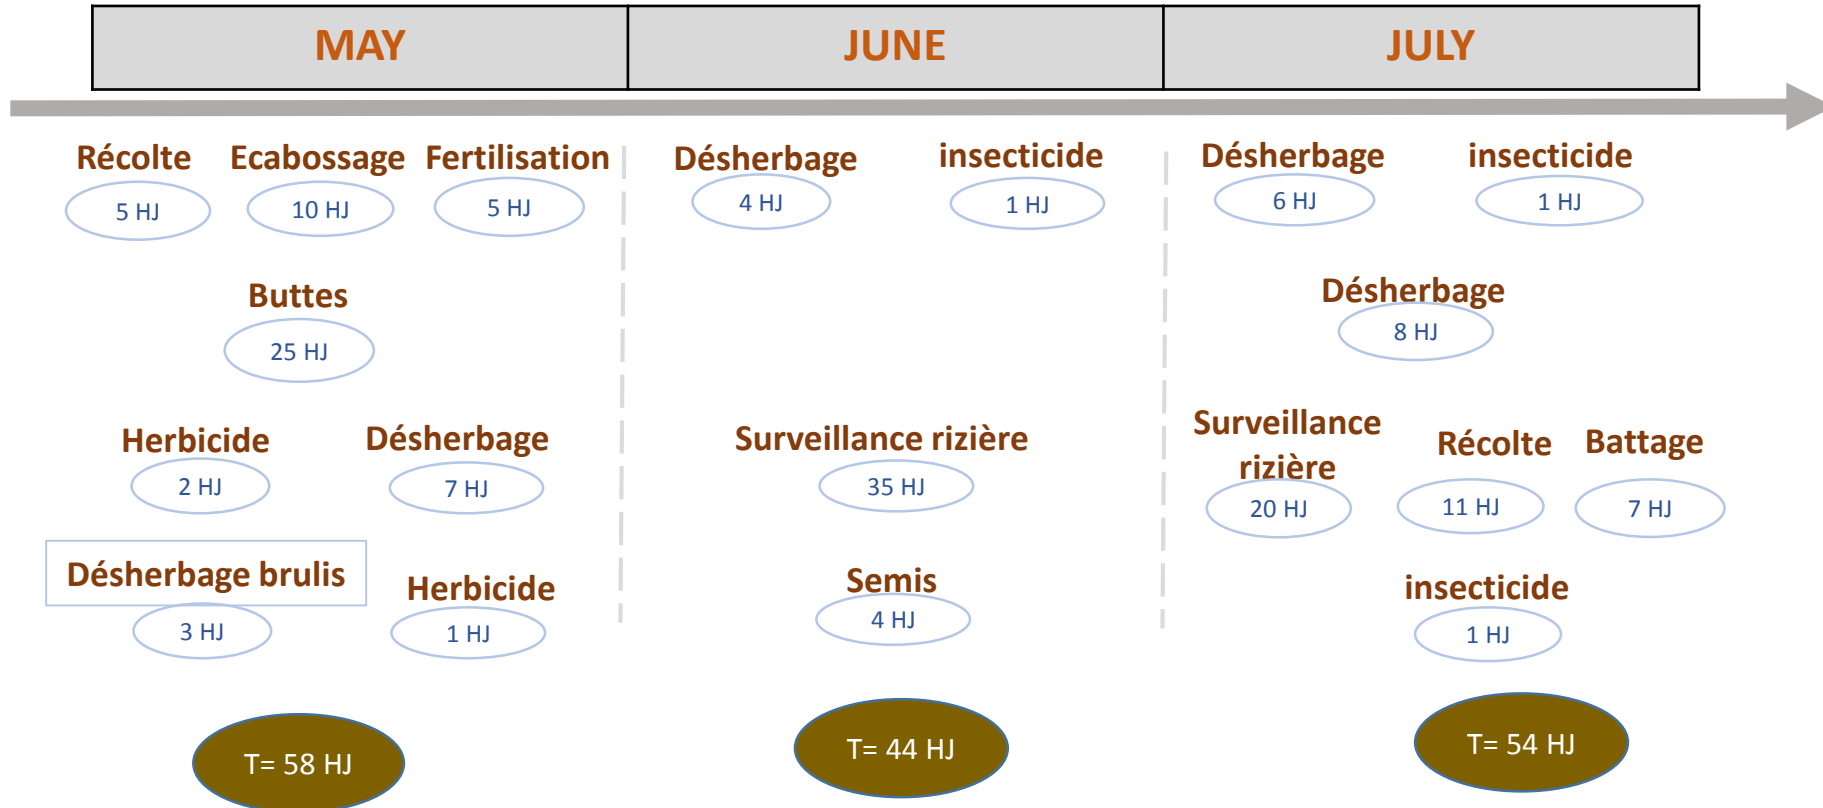 MAY JUNE JULY
Récolte Ecabossage Fertilisation Désherbage insecticide Désherbage insecticide
5 HJ 10 HJ 5 HJ 4 HJ 1 HJ 6 HJ 1 HJ
Buttes Désherbage
25 HJ 8 HJ
Herbicide Désherbage Surveillance rizière Surveillance
rizière Récolte Battage
2 HJ 7 HJ 35 HJ 20 HJ 11 HJ 7 HJ
Désherbage brulis Herbicide Semis insecticide
3 HJ 1 HJ 4 HJ 1 HJ
T= 58 HJ T= 44 HJ T= 54 HJ